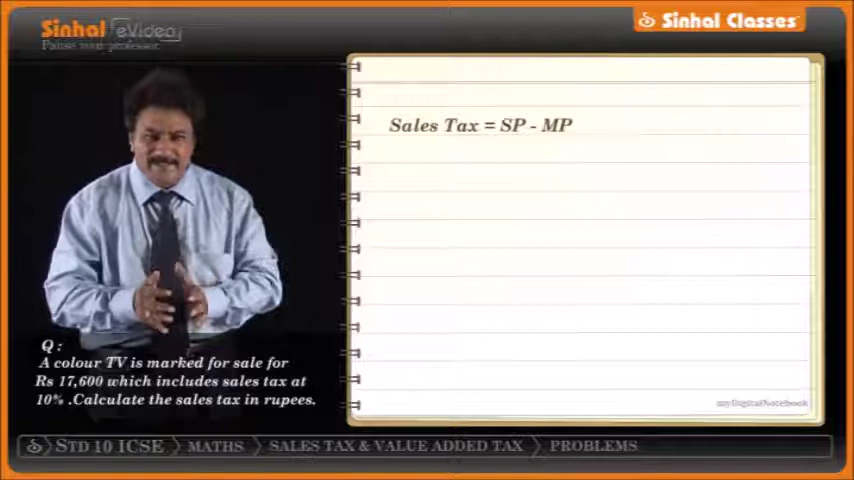 Sinhal eVideo
Sinhal Classes
Sales Tax = SP - MP
Q :
A colour TV is marked for sale for
Rs 17,600 which includes sales tax at
10% .Calculate the sales tax in rupees.
myDigitalNotebook
STD 10 ICSE MATHS SALES TAX & VALUE ADDED TAX PROBLEMS